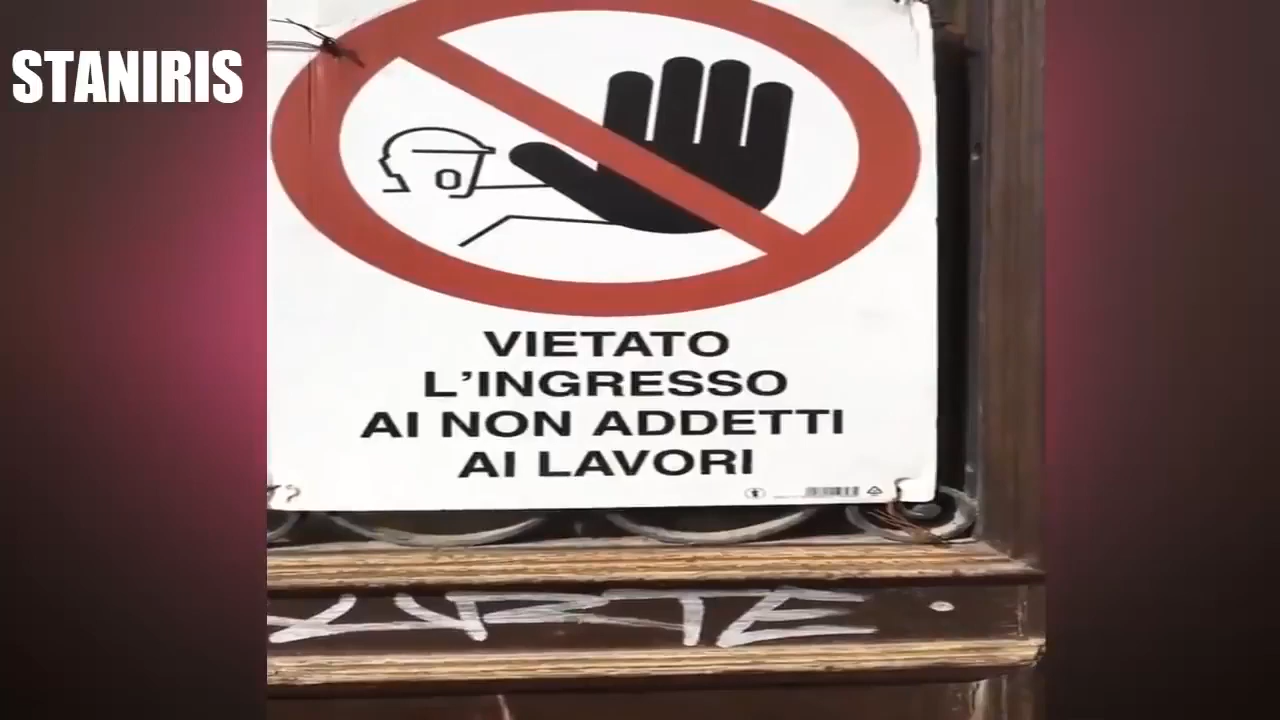 STANIRIS
VIETATO
L'INGRESSO
AI NON ADDETTI
AI LAVORI